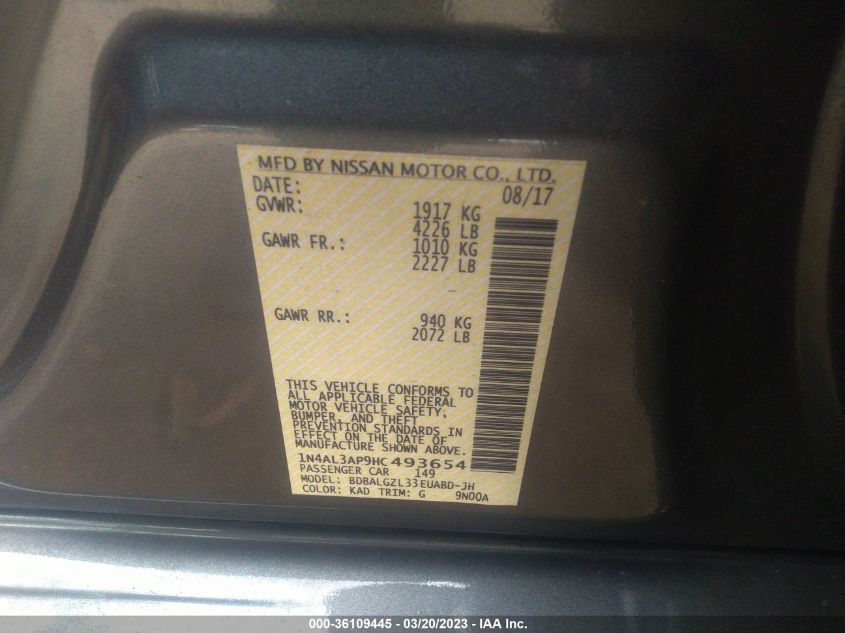 MFD BY NISSAN MOTOR CO., LTD.
DATE: 08/17
GVWR: 1917 KG
4226 LB
GAWR FR.: 1010 KG
2227 LB
GAWR RR.: 940 KG
2072 LB
THIS VEHICLE CONFORMS TO
ALL APPLICABLE FEDERAL
MOTOR VEHICLE SAFETY,
BUMPER, AND THEFT
PREVENTION STANDARDS IN
EFFECT ON THE DATE OF
MANUFACTURE SHOWN ABOVE.
1N4AL3AP9HC493654
PASSENGER CAR 149
MODEL: BDBALGZL33EUABD-JH
COLOR: KAD TRIM: G 9N00A
000-36109445 - 03/20/2023 - IAA Inc.